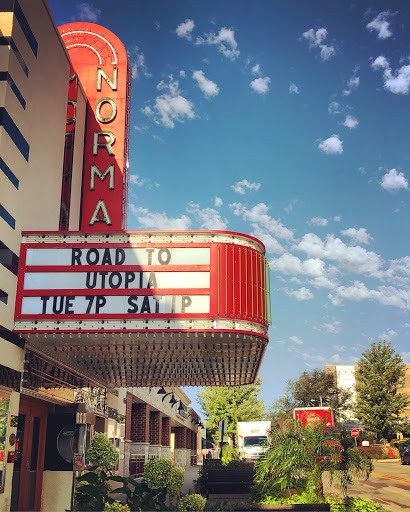 NORMA
ROAD TO
UTOPIA
TUE 7P SAT 1P